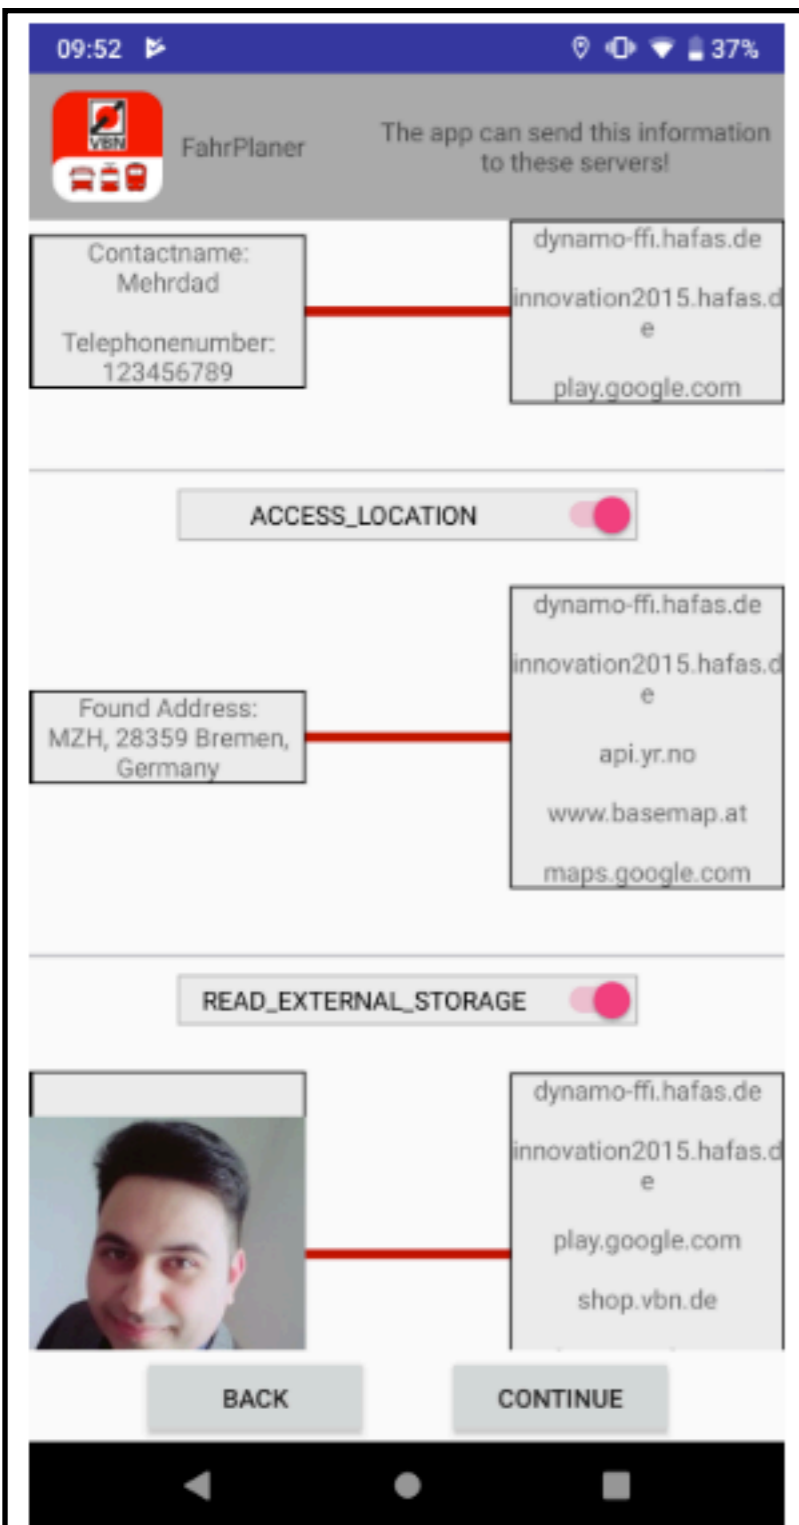 09:52
37%
VBN
FahrPlaner
The app can send this information
to these servers!
Contactname:
Mehrdad
Telephonenumber:
123456789
dynamo-ffi.hafas.de
innovation2015.hafas.d
e
play.google.com
ACCESS_LOCATION
Found Address:
MZH, 28359 Bremen,
Germany
dynamo-ffi.hafas.de
innovation2015.hafas.d
e
api.yr.no
www.basemap.at
maps.google.com
READ_EXTERNAL_STORAGE
dynamo-ffi.hafas.de
innovation2015.hafas.d
e
play.google.com
shop.vbn.de
BACK
CONTINUE